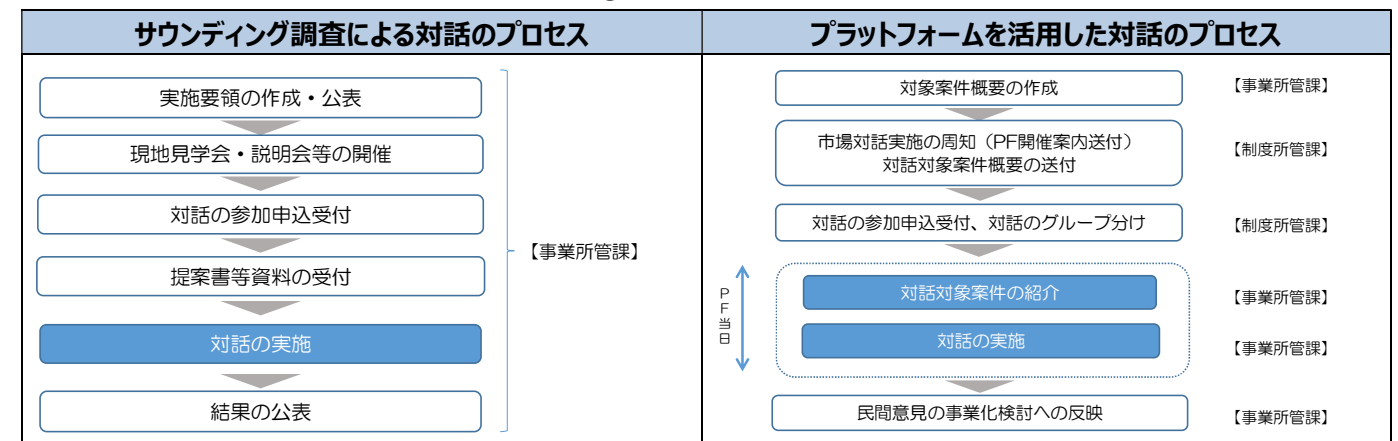 サウンディング調査による対話のプロセス
実施要領の作成・公表
現地見学会・説明会等の開催
対話の参加申込受付
提案書等資料の受付
対話の実施
結果の公表
【事業所管課】
プラットフォームを活用した対話のプロセス
対象案件概要の作成
【事業所管課】
市場対話実施の周知（PF開催案内送付）
対話対象案件概要の送付
【制度所管課】
対話の参加申込受付、対話のグループ分け
【制度所管課】
PF当日
対話対象案件の紹介
【事業所管課】
対話の実施
【事業所管課】
民間意見の事業化検討への反映
【事業所管課】